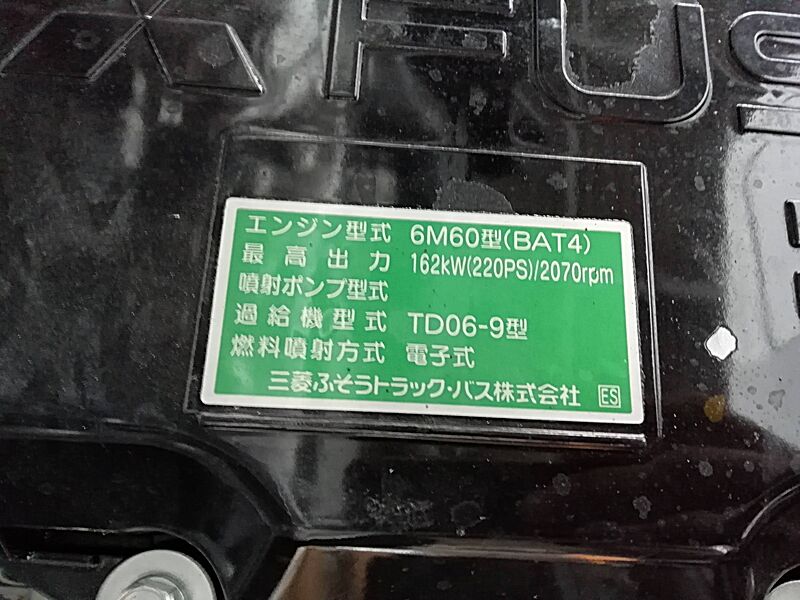 FUS
エンジン型式 6M60型(BAT4)
最高出力 162kW(220PS)/2070rpm
噴射ポンプ型式
過給機型式 TD06-9型
燃料噴射方式 電子式
三菱ふそうトラック・バス株式会社 ES